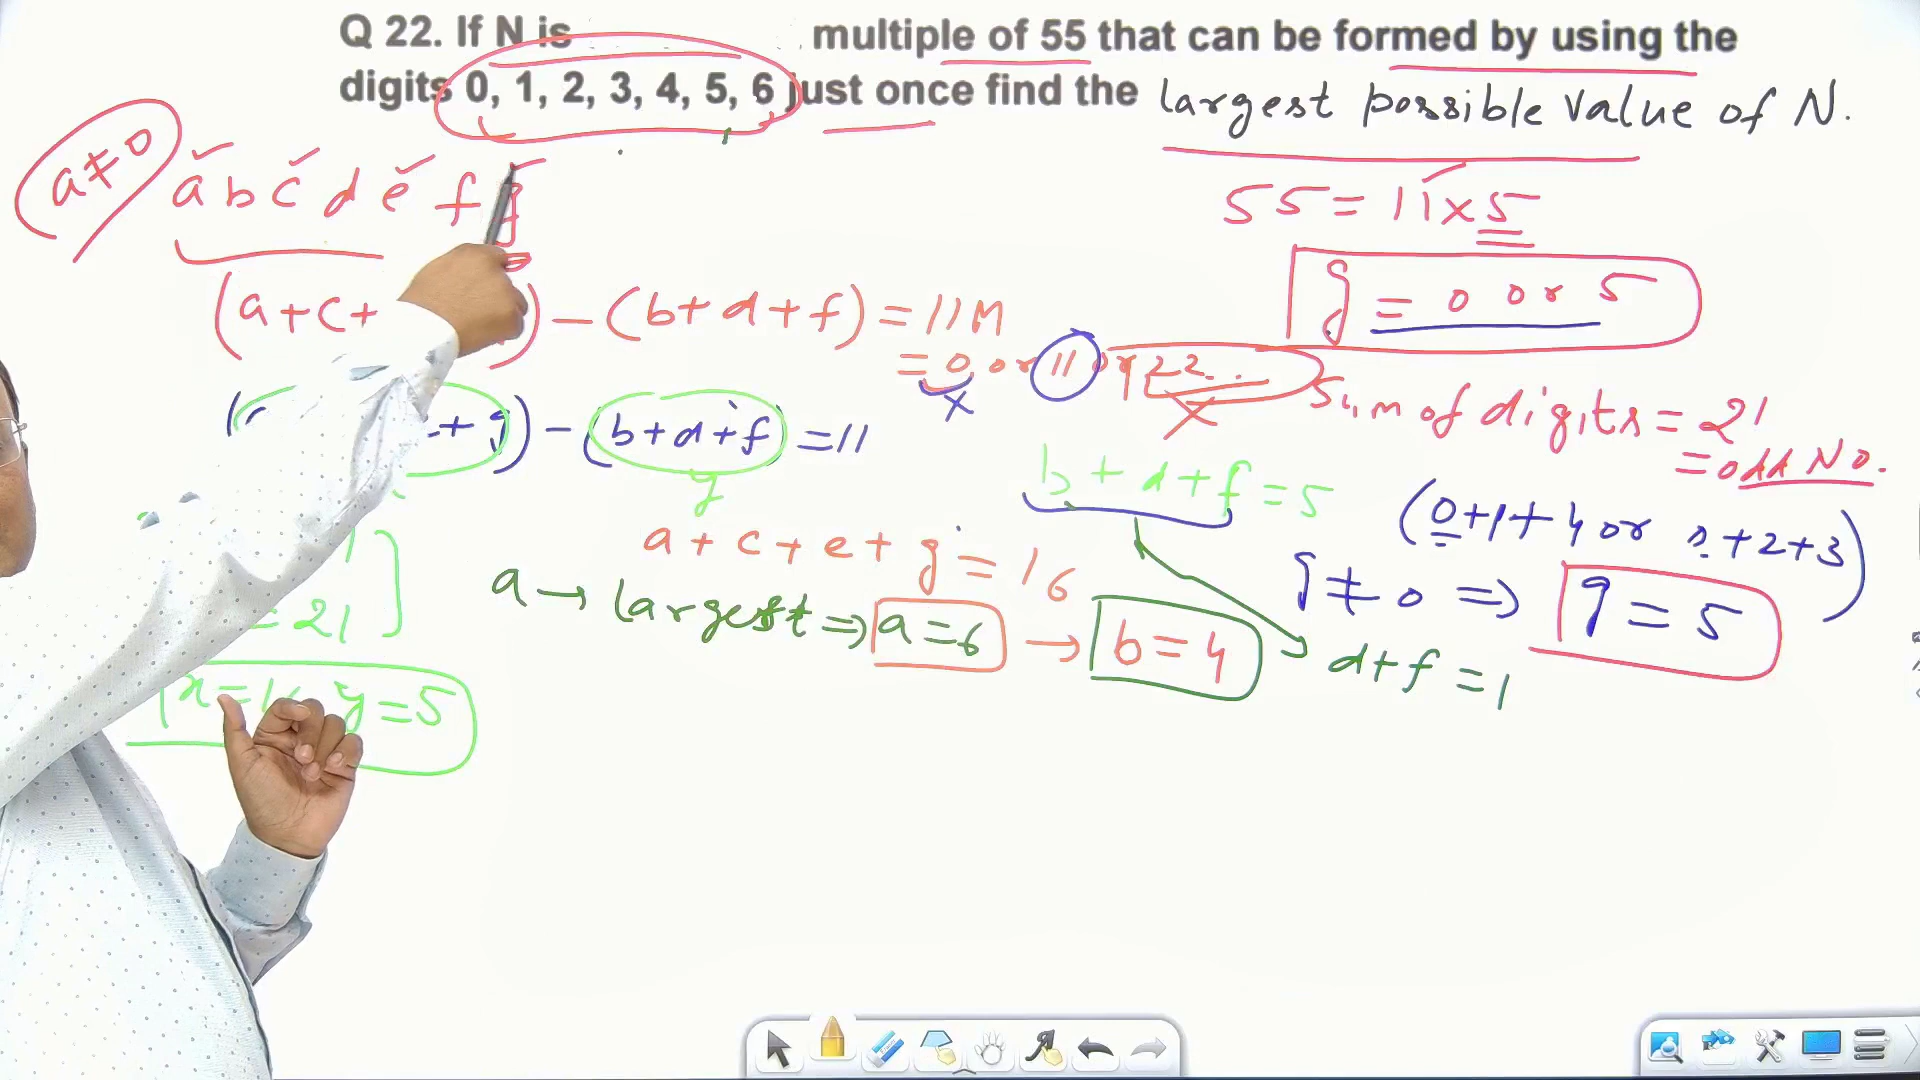 Q 22. If N is multiple of 55 that can be formed by using the
digits 0, 1, 2, 3, 4, 5, 6 just once find the largest possible value of N.
a≠0
a b c d e f g
55 = 11×5
g = 0 or 5
(a+c+ ) – (b+d+f) = 11M
= 0 or 11 or 22..
x
X
Sum of digits = 21
= odd No.
+ g) – (b+d+f) = 11
y
b+d+f = 5
(0+1+4 or +2+3)
a+c+e+g = 16
g ≠ 0 ⇒ g = 5
a → largest ⇒ a=6 → b=4
d+f = 1
= 21
x=1 y=5